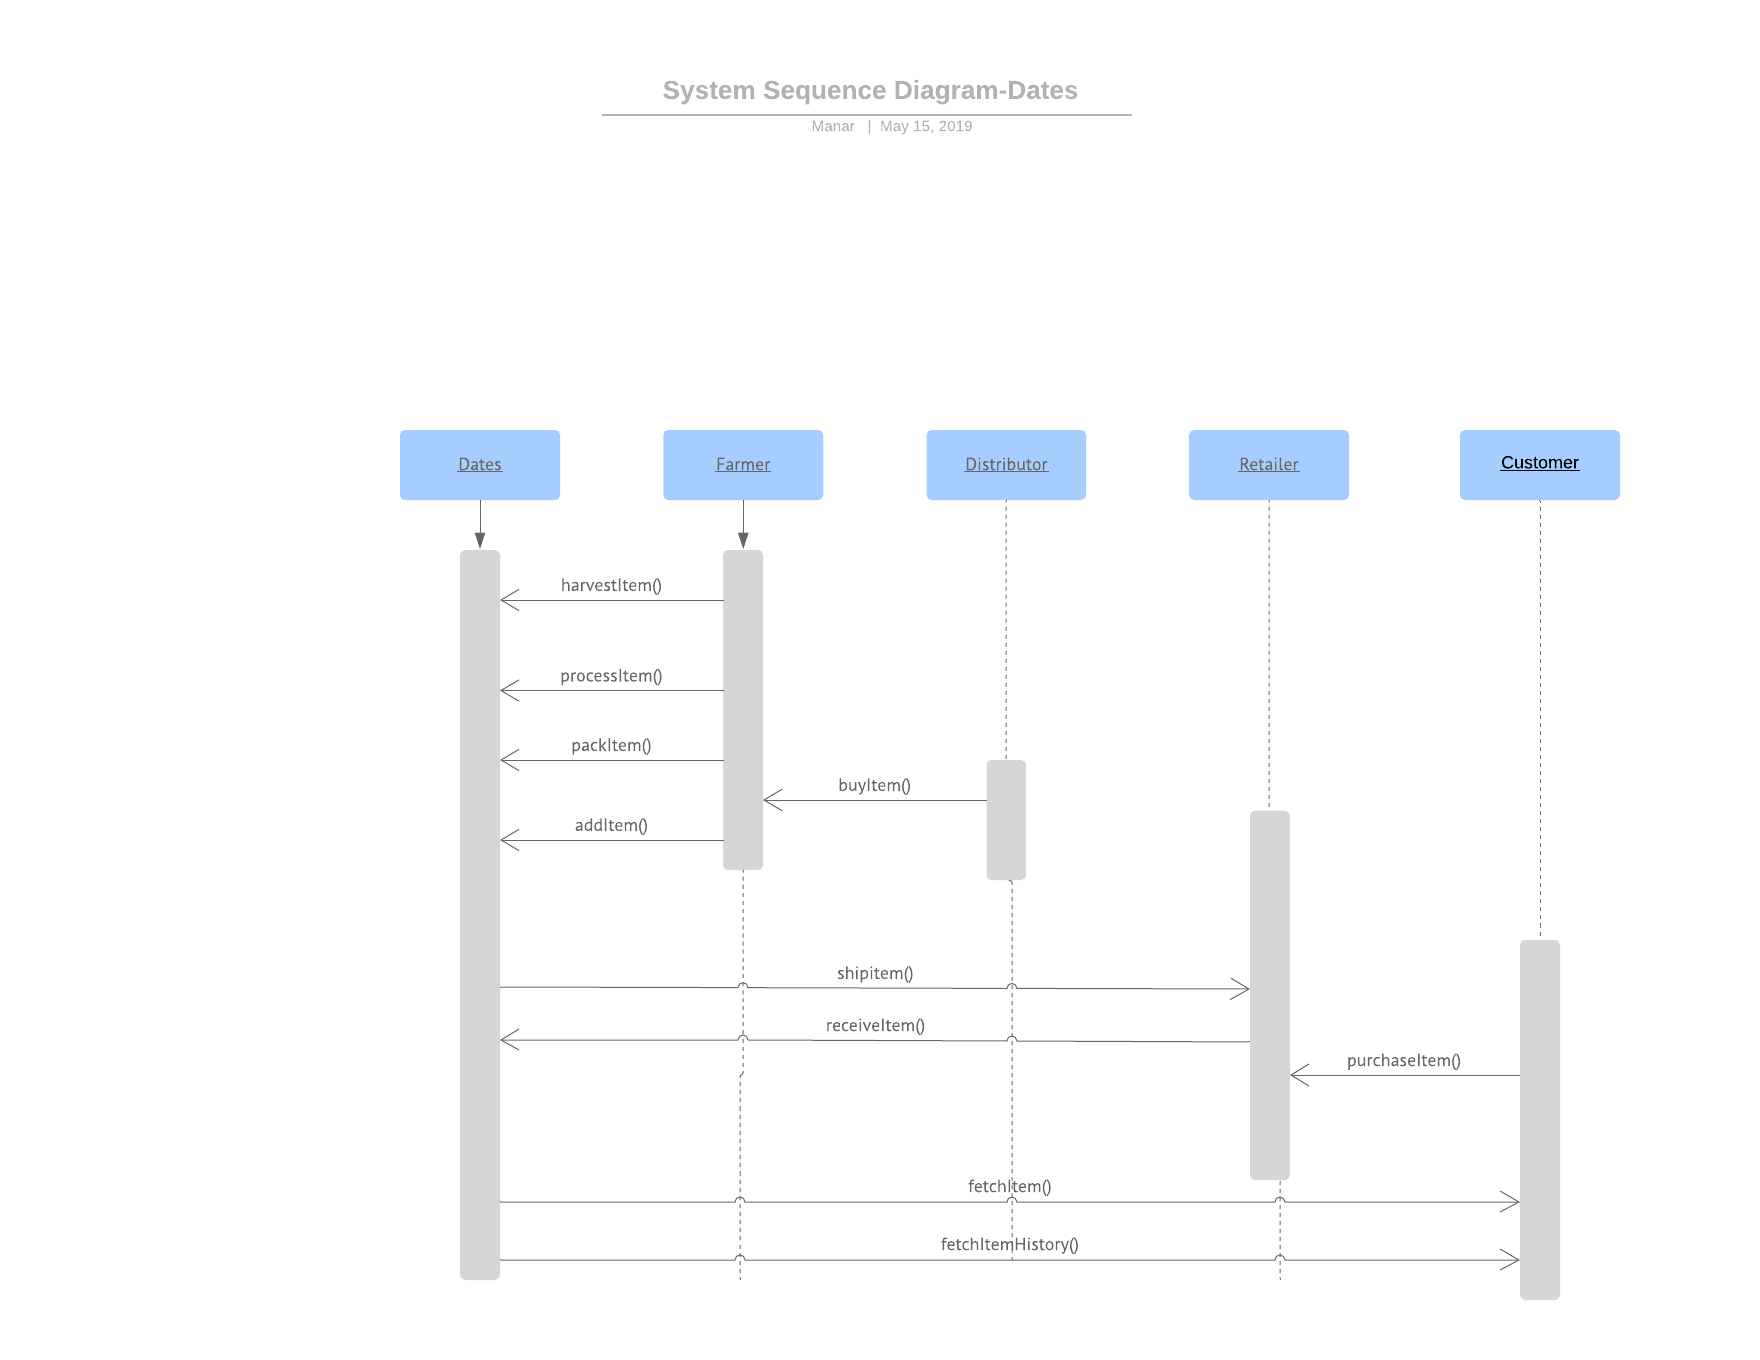 System Sequence Diagram-Dates
Manar | May 15, 2019
Dates
Farmer
Distributor
Retailer
Customer
harvestItem()
processItem()
packItem()
buyItem()
addItem()
shipitem()
receiveItem()
purchaseItem()
fetchItem()
fetchItemHistory()